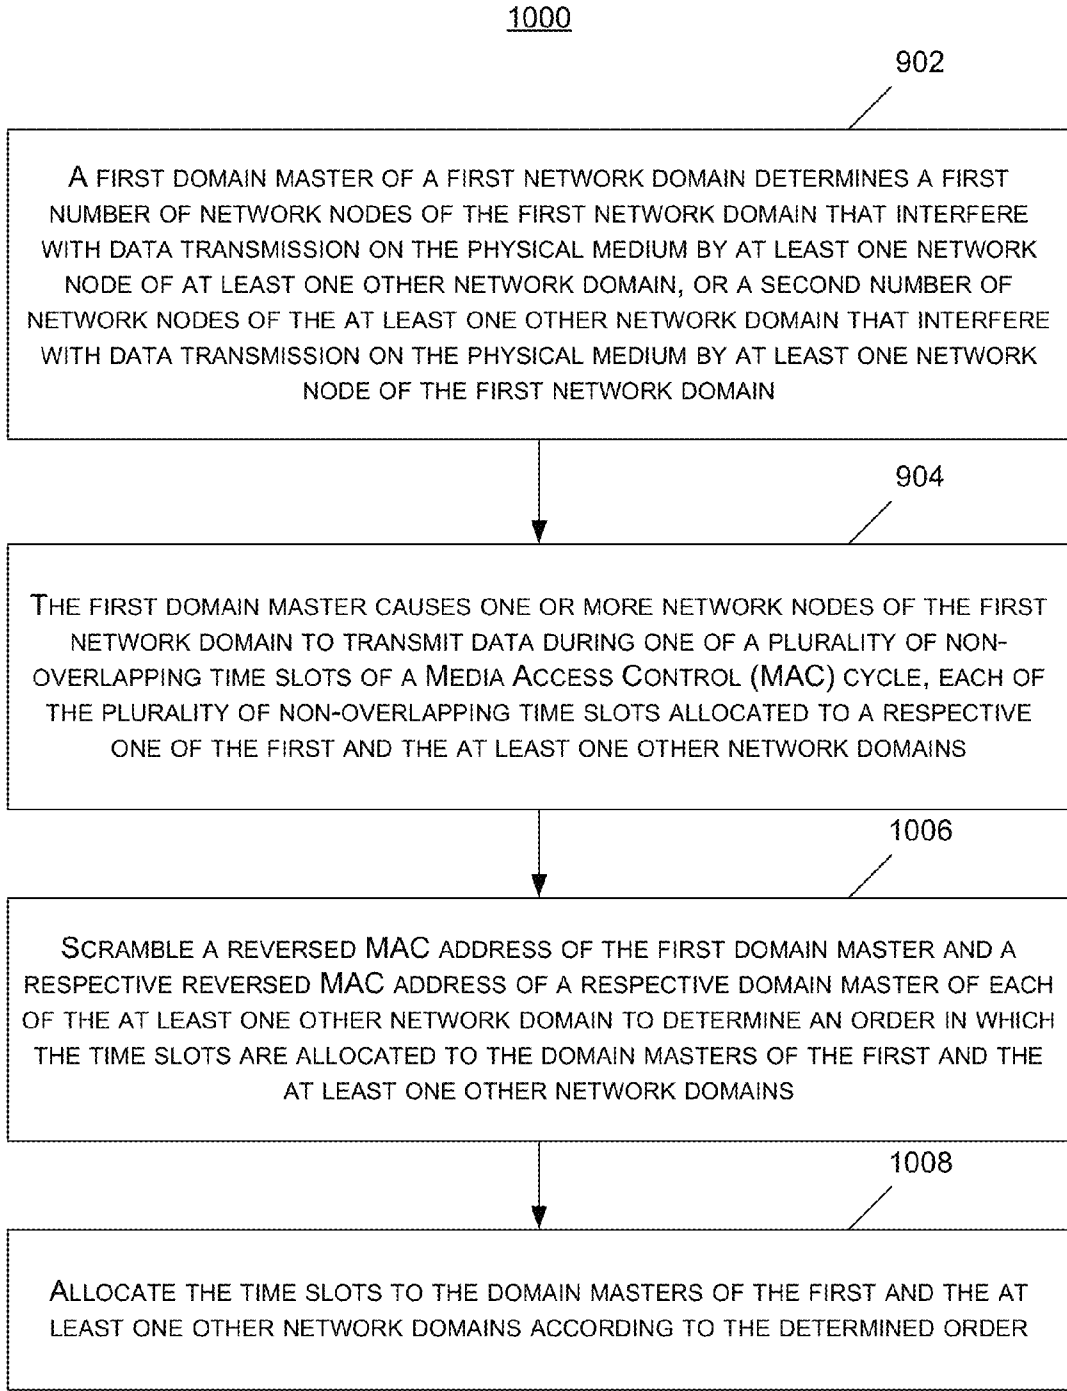 1000
902
A FIRST DOMAIN MASTER OF A FIRST NETWORK DOMAIN DETERMINES A FIRST
NUMBER OF NETWORK NODES OF THE FIRST NETWORK DOMAIN THAT INTERFERE
WITH DATA TRANSMISSION ON THE PHYSICAL MEDIUM BY AT LEAST ONE NETWORK
NODE OF AT LEAST ONE OTHER NETWORK DOMAIN, OR A SECOND NUMBER OF
NETWORK NODES OF THE AT LEAST ONE OTHER NETWORK DOMAIN THAT INTERFERE
WITH DATA TRANSMISSION ON THE PHYSICAL MEDIUM BY AT LEAST ONE NETWORK
NODE OF THE FIRST NETWORK DOMAIN
904
THE FIRST DOMAIN MASTER CAUSES ONE OR MORE NETWORK NODES OF THE FIRST
NETWORK DOMAIN TO TRANSMIT DATA DURING ONE OF A PLURALITY OF NON-
OVERLAPPING TIME SLOTS OF A MEDIA ACCESS CONTROL (MAC) CYCLE, EACH OF
THE PLURALITY OF NON-OVERLAPPING TIME SLOTS ALLOCATED TO A RESPECTIVE
ONE OF THE FIRST AND THE AT LEAST ONE OTHER NETWORK DOMAINS
1006
SCRAMBLE A REVERSED MAC ADDRESS OF THE FIRST DOMAIN MASTER AND A
RESPECTIVE REVERSED MAC ADDRESS OF A RESPECTIVE DOMAIN MASTER OF EACH
OF THE AT LEAST ONE OTHER NETWORK DOMAIN TO DETERMINE AN ORDER IN WHICH
THE TIME SLOTS ARE ALLOCATED TO THE DOMAIN MASTERS OF THE FIRST AND THE
AT LEAST ONE OTHER NETWORK DOMAINS
1008
ALLOCATE THE TIME SLOTS TO THE DOMAIN MASTERS OF THE FIRST AND THE AT
LEAST ONE OTHER NETWORK DOMAINS ACCORDING TO THE DETERMINED ORDER